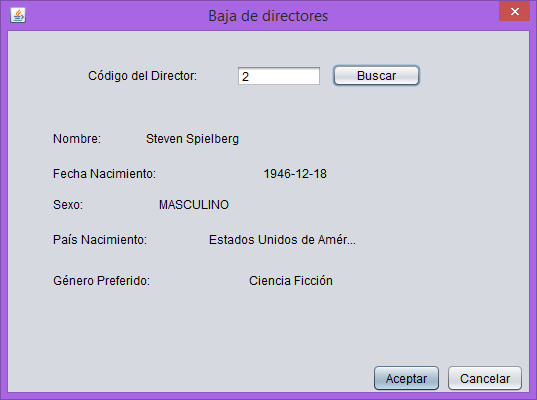 Baja de directores
Código del Director: 2 Buscar
Nombre: Steven Spielberg
Fecha Nacimiento: 1946-12-18
Sexo: MASCULINO
País Nacimiento: Estados Unidos de Amér...
Género Preferido: Ciencia Ficción
Aceptar Cancelar